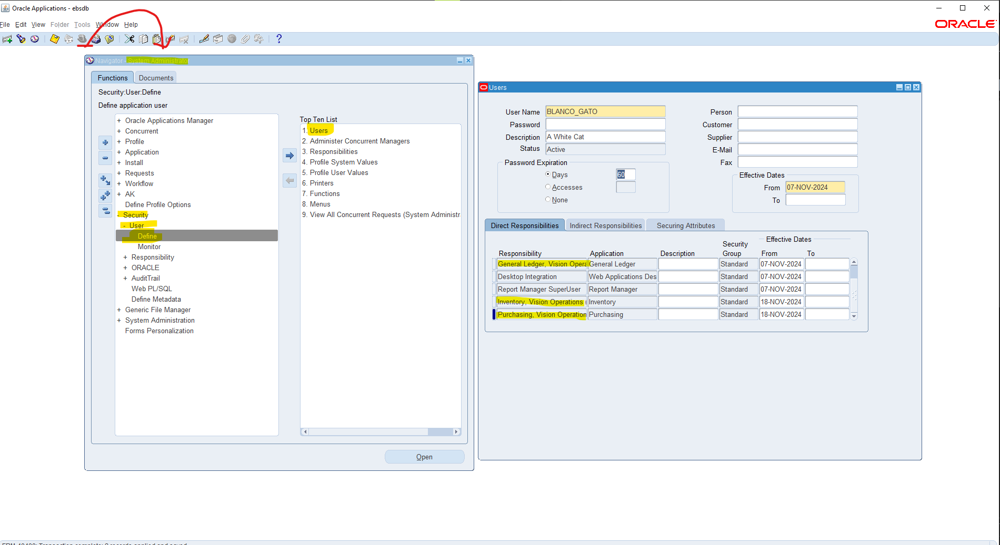 Oracle Applications - ebsdb
File Edit View Folder Tools Window Help
ORACLE
Navigator - System Administrator
Functions Documents
Security:User:Define
Define application user
+ Oracle Applications Manager
+ Concurrent
+ Profile
+ Application
+ Install
+ Requests
+ Workflow
+ AK
Define Profile Options
- Security
- User
Define
Monitor
+ Responsibility
+ ORACLE
+ AuditTrail
Web PL/SQL
Define Metadata
+ Generic File Manager
+ System Administration
Forms Personalization
Top Ten List
1. Users
2. Administer Concurrent Managers
3. Responsibilities
4. Profile System Values
5. Profile User Values
6. Printers
7. Functions
8. Menus
9. View All Concurrent Requests (System Administr
Open
Users
User Name BLANCO_GATO
Password
Description A White Cat
Status Active
Password Expiration
Days 60
Accesses
None
Person
Customer
Supplier
E-Mail
Fax
Effective Dates
From 07-NOV-2024
To
Direct Responsibilities Indirect Responsibilities Securing Attributes
Effective Dates
Responsibility Application Description Security Group From To
General Ledger, Vision Opera General Ledger Standard 07-NOV-2024
Desktop Integration Web Applications Des Standard 07-NOV-2024
Report Manager SuperUser Report Manager Standard 07-NOV-2024
Inventory, Vision Operations ( Inventory Standard 18-NOV-2024
Purchasing, Vision Operation Purchasing Standard 18-NOV-2024